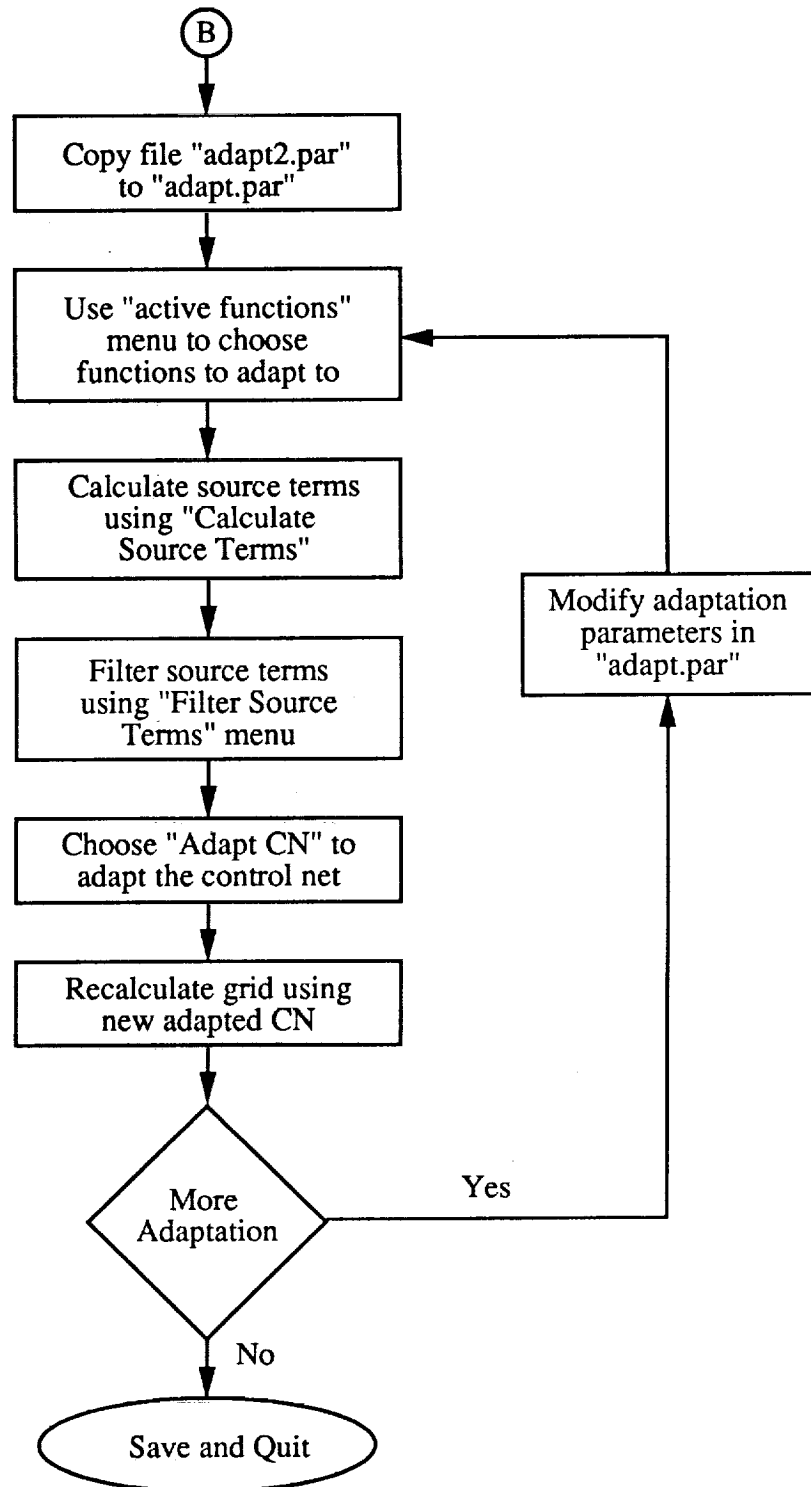 B
Copy file "adapt2.par"
to "adapt.par"
Use "active functions"
menu to choose
functions to adapt to
Calculate source terms
using "Calculate
Source Terms"
Modify adaptation
parameters in
"adapt.par"
Filter source terms
using "Filter Source
Terms" menu
Choose "Adapt CN" to
adapt the control net
Recalculate grid using
new adapted CN
More
Adaptation
Yes
No
Save and Quit